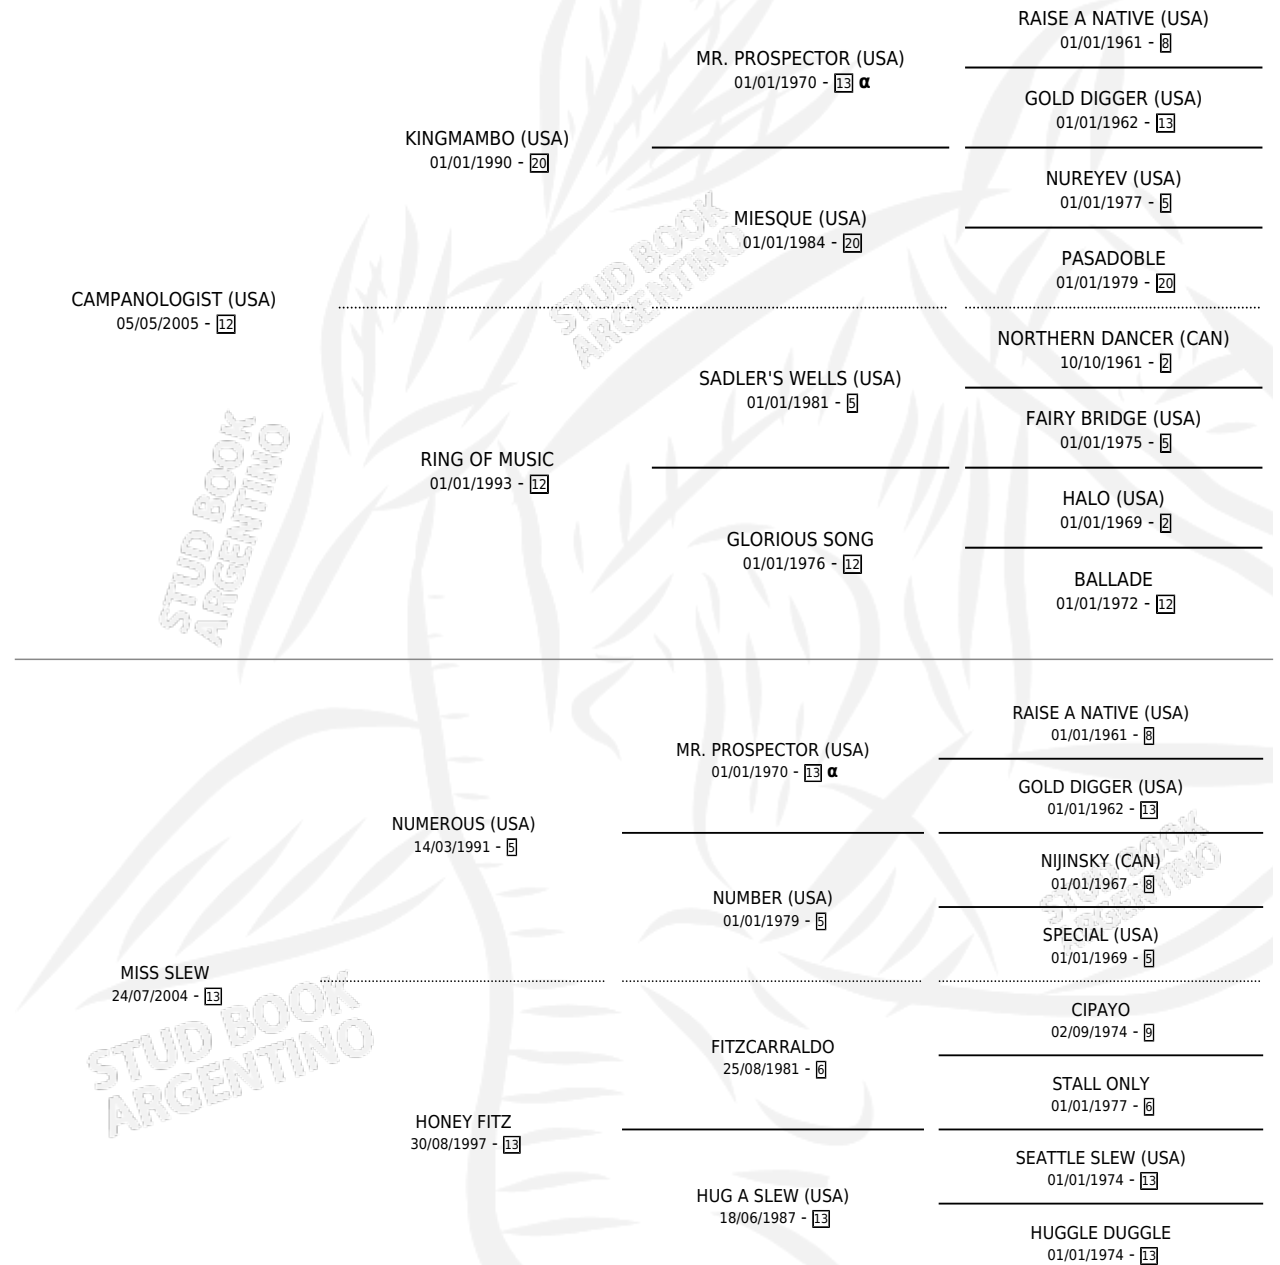 RAISE A NATIVE (USA)
01/01/1961 - 8
MR. PROSPECTOR (USA)
01/01/1970 - 13 α
GOLD DIGGER (USA)
01/01/1962 - 13
KINGMAMBO (USA)
01/01/1990 - 20
NUREYEV (USA)
01/01/1977 - 5
MIESQUE (USA)
01/01/1984 - 20
PASADOBLE
01/01/1979 - 20
CAMPANOLOGIST (USA)
05/05/2005 - 12
NORTHERN DANCER (CAN)
10/10/1961 - 2
SADLER'S WELLS (USA)
01/01/1981 - 5
FAIRY BRIDGE (USA)
01/01/1975 - 5
RING OF MUSIC
01/01/1993 - 12
HALO (USA)
01/01/1969 - 2
GLORIOUS SONG
01/01/1976 - 12
BALLADE
01/01/1972 - 12
RAISE A NATIVE (USA)
01/01/1961 - 8
MR. PROSPECTOR (USA)
01/01/1970 - 13 α
GOLD DIGGER (USA)
01/01/1962 - 13
NUMEROUS (USA)
14/03/1991 - 5
NIJINSKY (CAN)
01/01/1967 - 8
NUMBER (USA)
01/01/1979 - 5
SPECIAL (USA)
01/01/1969 - 5
MISS SLEW
24/07/2004 - 13
CIPAYO
02/09/1974 - 9
FITZCARRALDO
25/08/1981 - 6
STALL ONLY
01/01/1977 - 6
HONEY FITZ
30/08/1997 - 13
SEATTLE SLEW (USA)
01/01/1974 - 13
HUG A SLEW (USA)
18/06/1987 - 13
HUGGLE DUGGLE
01/01/1974 - 13
STUD BOOK
ARGENTINO
STUD BOOK
ARGENTINO
STUD BOOK
ARGENTINO
STUD BOOK
ARGENTINO